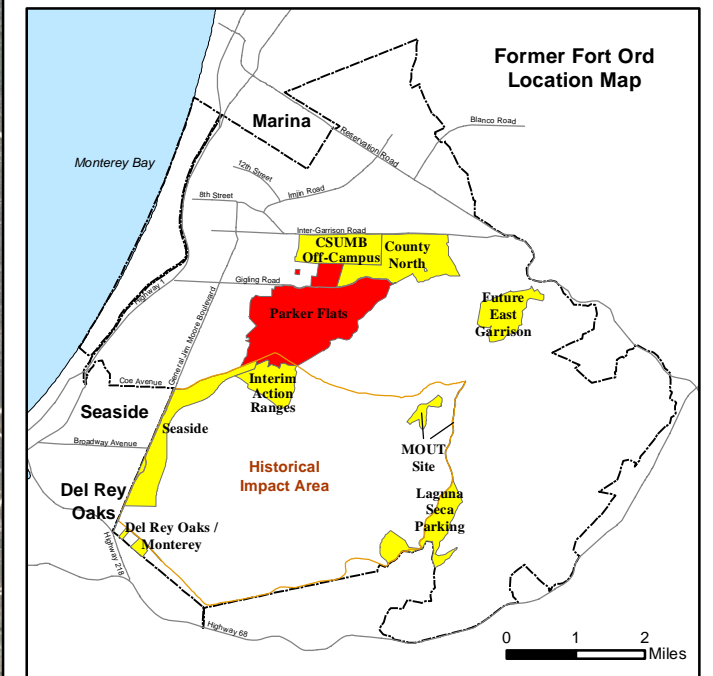 Former Fort Ord
Location Map
Marina
Blanco Road
Reservation Road
Monterey Bay
12th Street
Imjin Road
8th Street
Inter-Garrison Road
CSUMB
Off-Campus
County
North
Gigling Road
Highway 1
General Jim Moore Boulevard
Parker Flats
Future
East
Garrison
Coe Avenue
Interim
Action
Ranges
Seaside
Seaside
Broadway Avenue
MOUT
Site
Historical
Impact Area
Del Rey
Oaks
Laguna
Seca
Parking
Del Rey Oaks /
Monterey
Highway 218
Highway 68
0 1 2
Miles